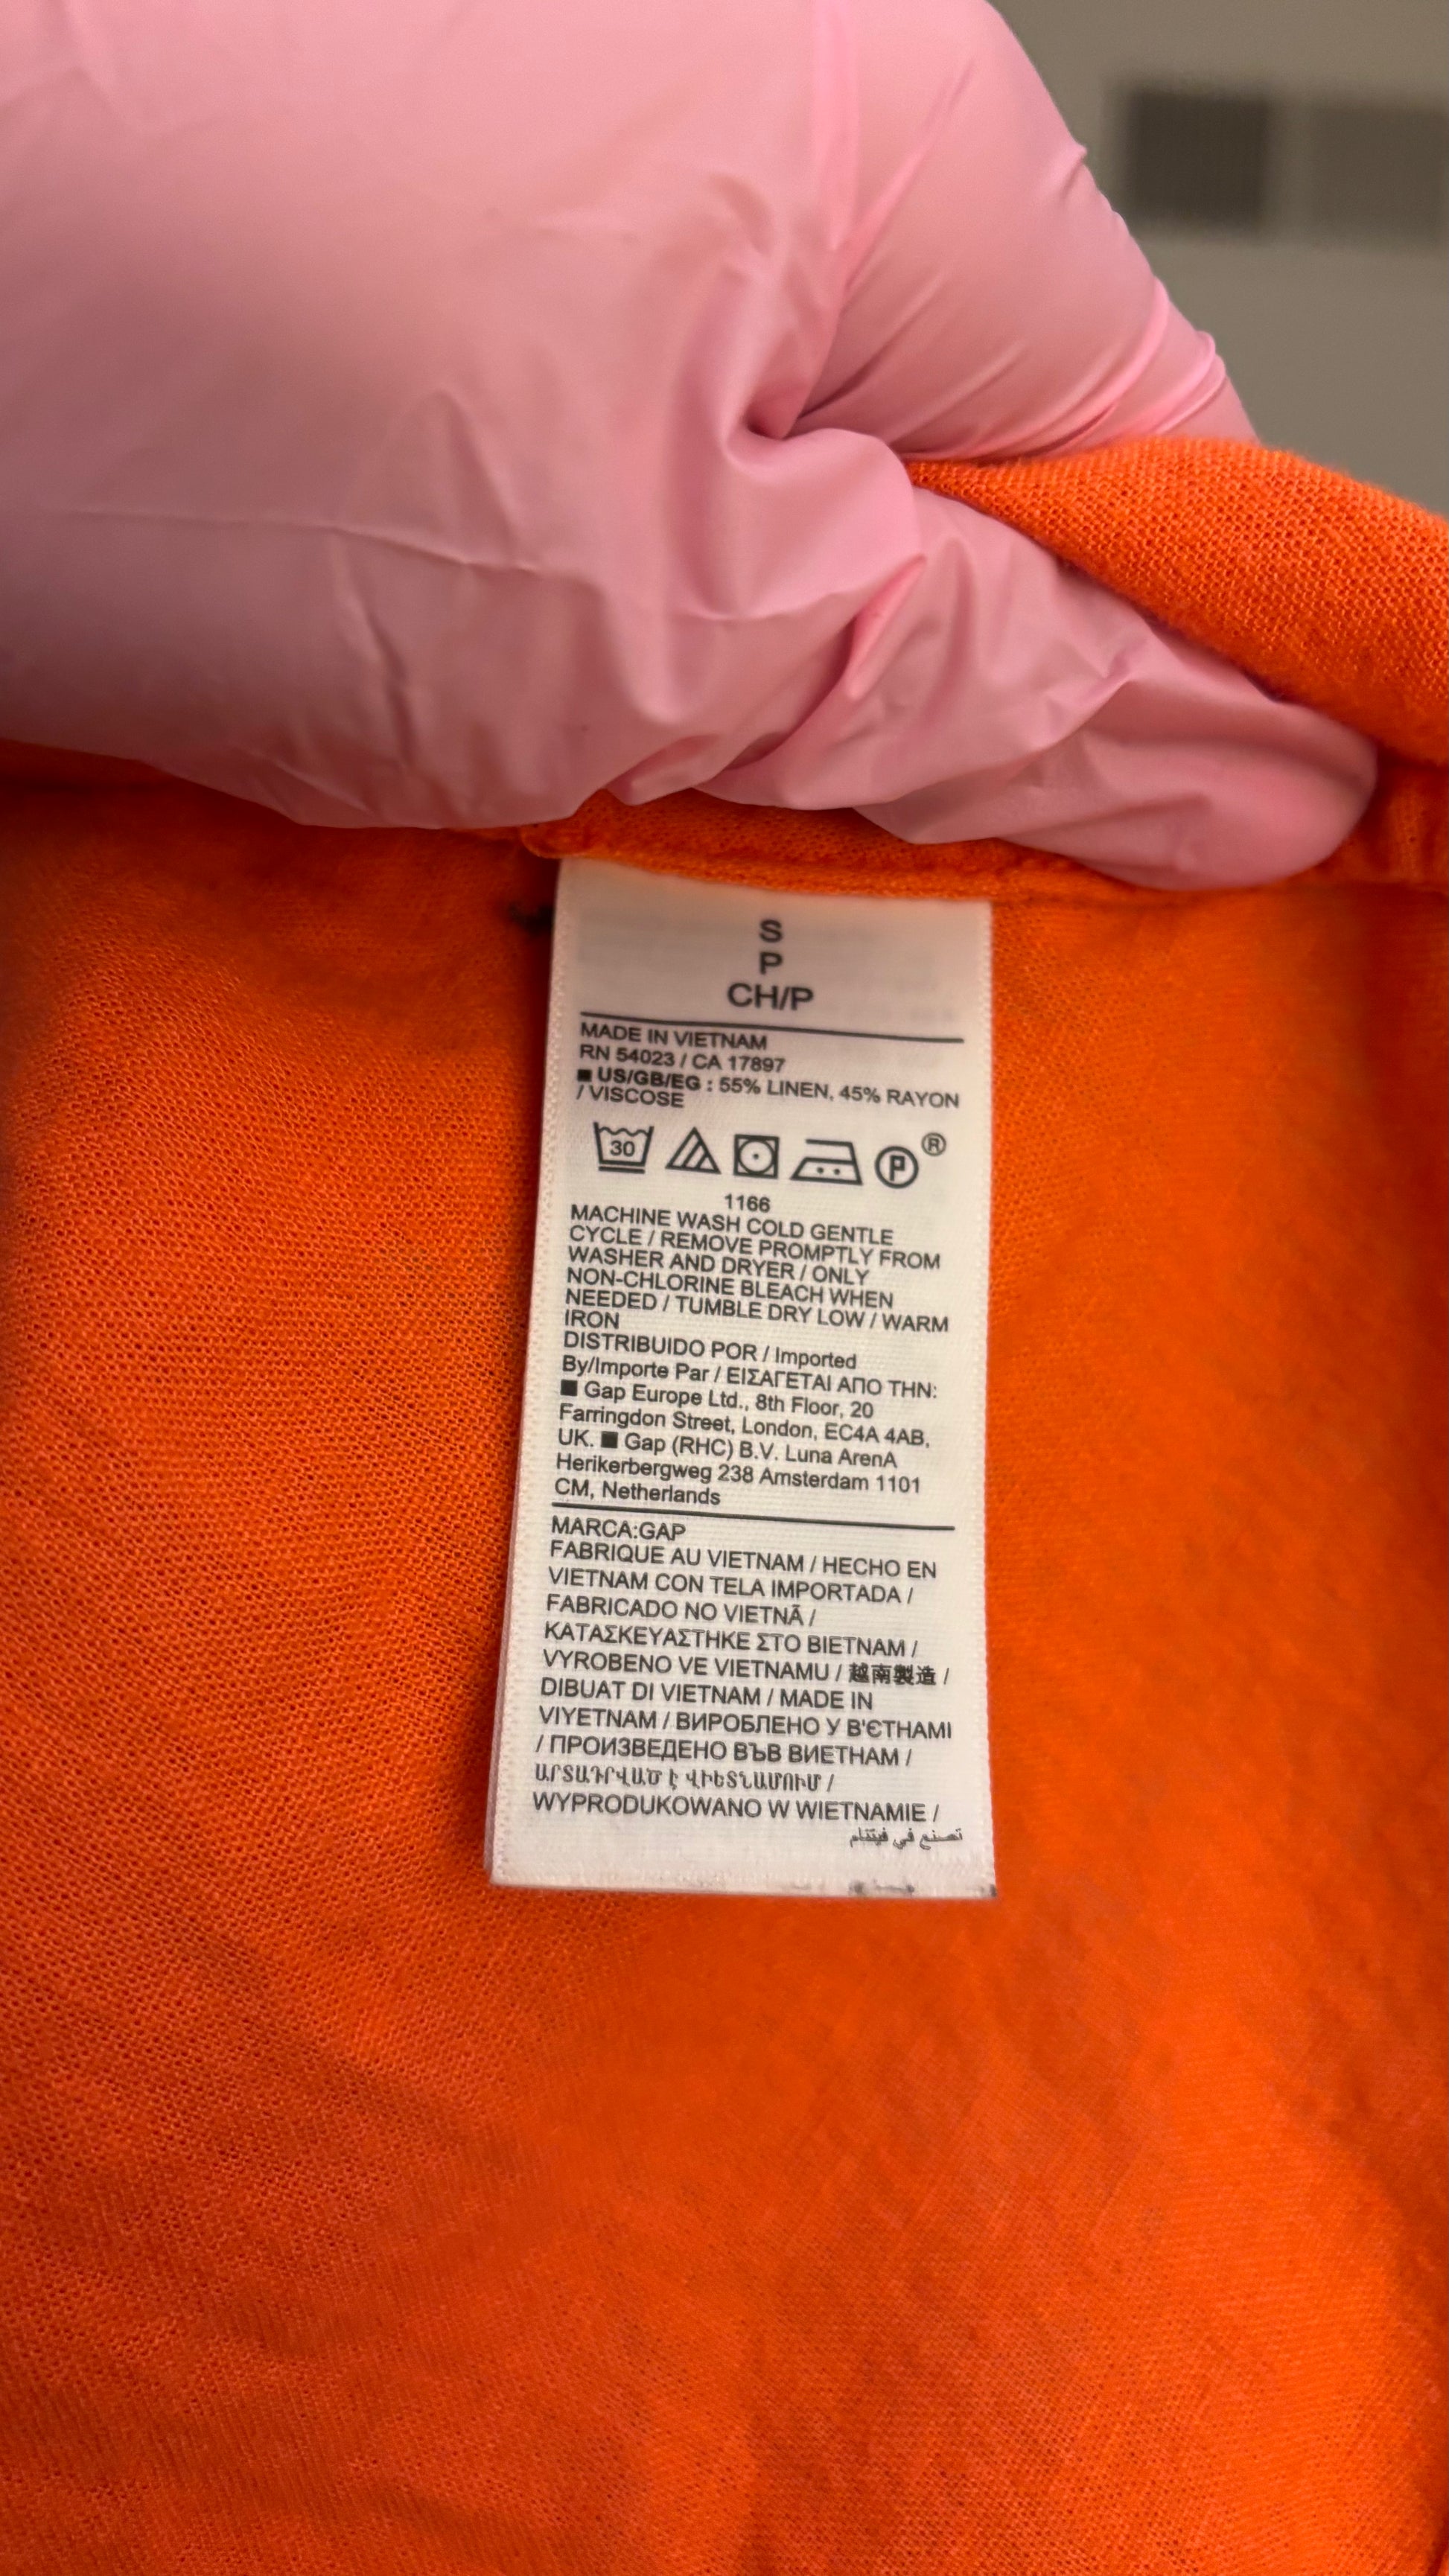 S
P
CH/P
MADE IN VIETNAM
RN 54023 / CA 17897
■ US/GB/EG : 55% LINEN, 45% RAYON
/ VISCOSE
30
P ®
1166
MACHINE WASH COLD GENTLE
CYCLE / REMOVE PROMPTLY FROM
WASHER AND DRYER / ONLY
NON-CHLORINE BLEACH WHEN
NEEDED / TUMBLE DRY LOW / WARM
IRON
DISTRIBUIDO POR / Imported
By/Importe Par / ΕΙΣΑΓΕΤΑΙ ΑΠΟ ΤΗΝ:
■ Gap Europe Ltd., 8th Floor, 20
Farringdon Street, London, EC4A 4AB,
UK. ■ Gap (RHC) B.V. Luna ArenA
Herikerbergweg 238 Amsterdam 1101
CM, Netherlands
MARCA:GAP
FABRIQUE AU VIETNAM / HECHO EN
VIETNAM CON TELA IMPORTADA /
FABRICADO NO VIETNÃ /
ΚΑΤΑΣΚΕΥΑΣΤΗΚΕ ΣΤΟ ΒΙΕΤΝΑΜ /
VYROBENO VE VIETNAMU / 越南製造 /
DIBUAT DI VIETNAM / MADE IN
VIYETNAM / ВИРОБЛЕНО У В'ЄТНАМІ
/ ПРОИЗВЕДЕНО ВЪВ ВИЕТНАМ /
ԱՐՏԱԴՐՎԱԾ Է ՎԻԵՏՆԱՄՈՒՄ /
WYPRODUKOWANO W WIETNAMIE /
تصنع في فيتنام